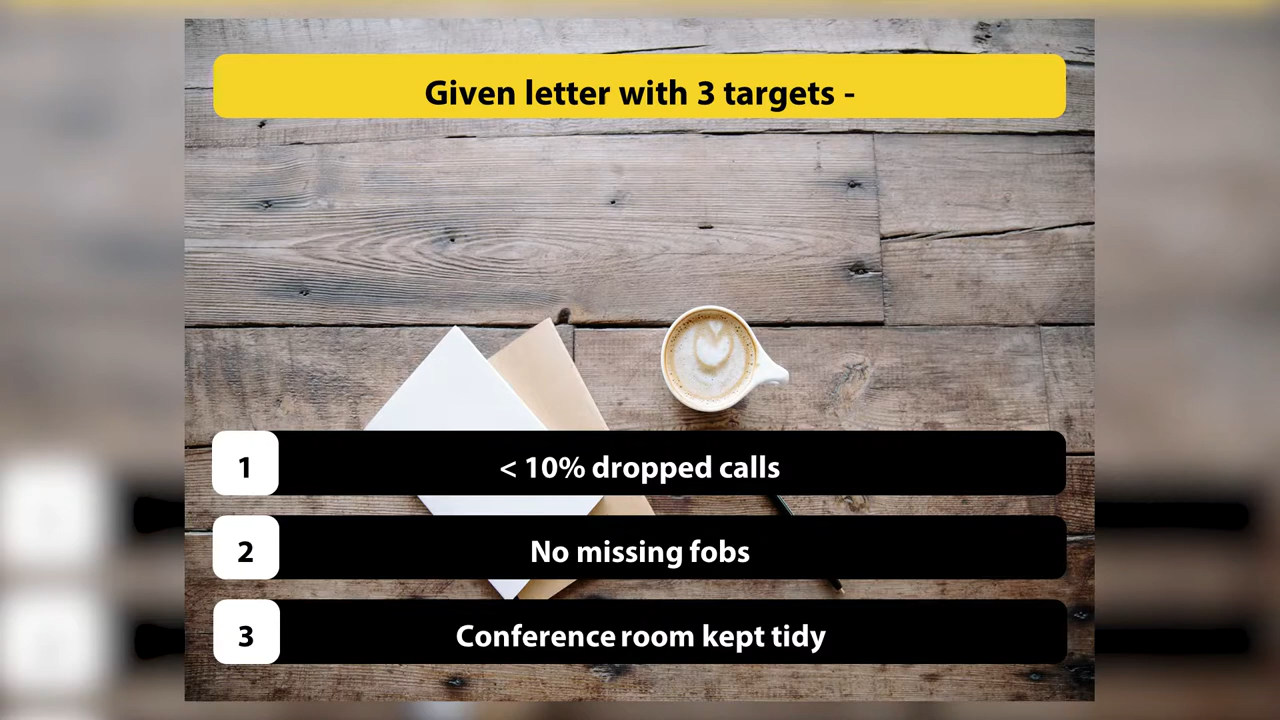 Given letter with 3 targets -
1 < 10% dropped calls
2 No missing fobs
3 Conference room kept tidy